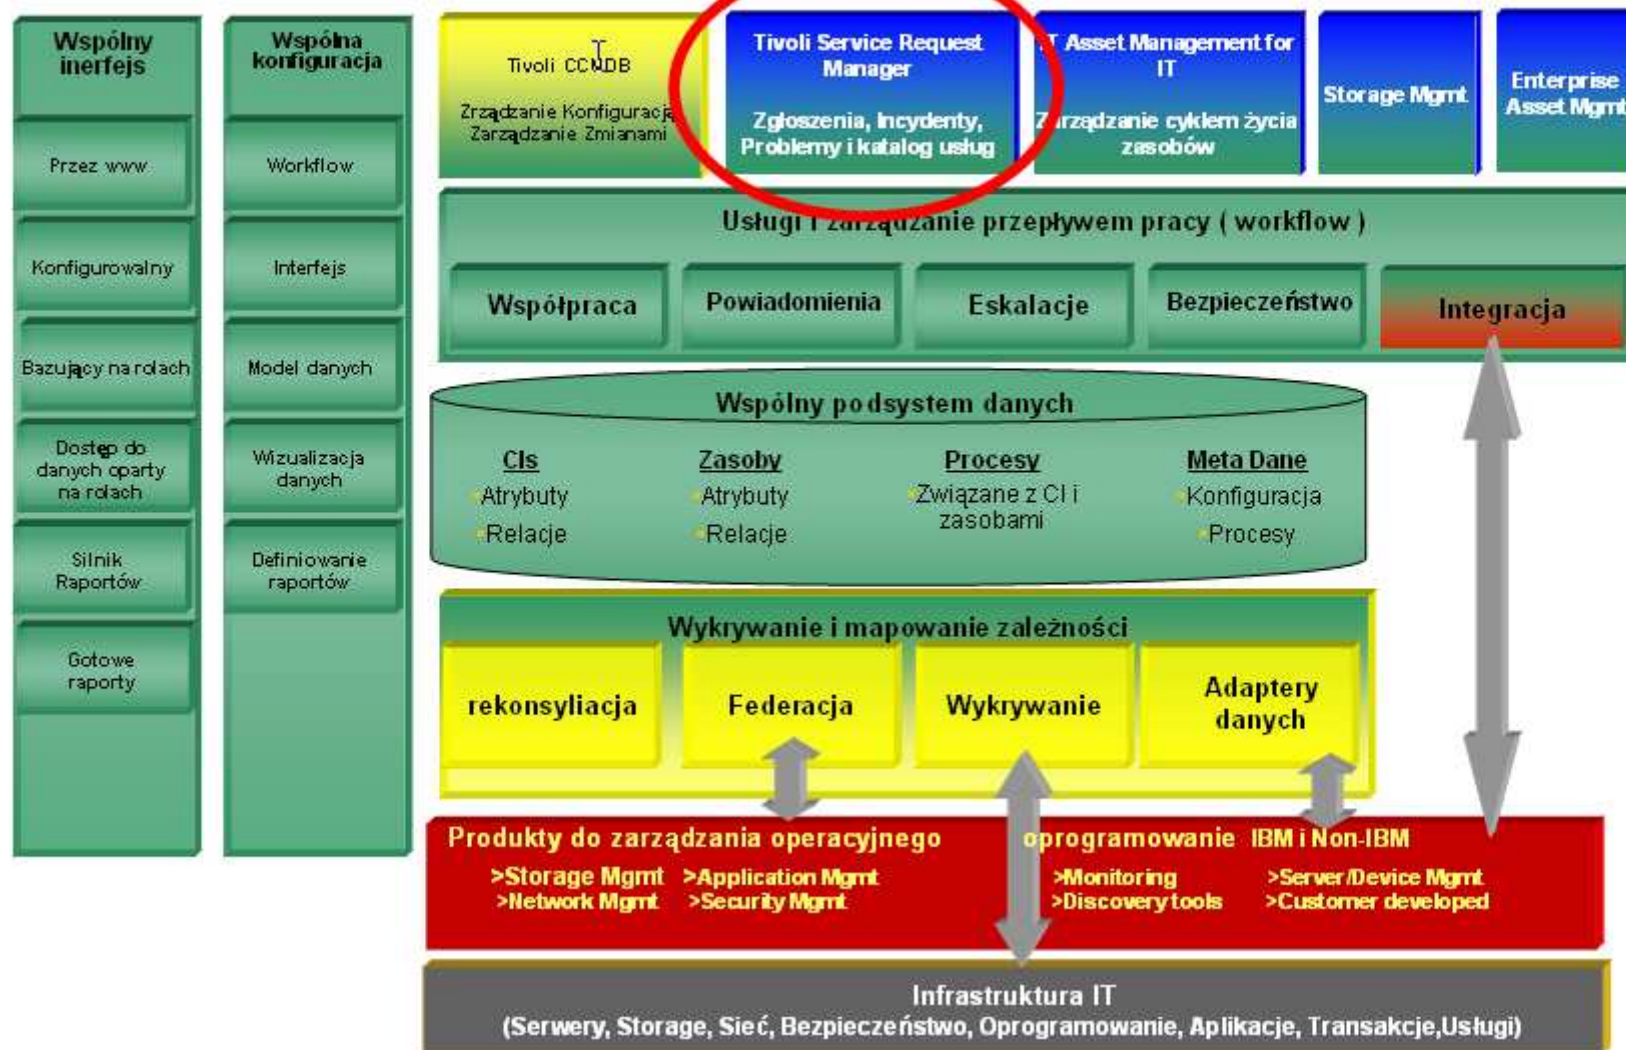 Wspólny
inerfejs
Przez www
Konfigurowalny
Bazujący na rolach
Dostęp do
danych oparty
na rolach
Silnik
Raportów
Gotowe
raporty
Wspólna
konfiguracja
Workflow
Interfejs
Model danych
Wizualizacja
danych
Definiowanie
raportów
Tivoli CCMDB
Zrządzanie Konfiguracją
Zarządzanie Zmianami
Tivoli Service Request
Manager
Zgłoszenia, Incydenty,
Problemy i katalog usług
IT Asset Management for
IT
Zarządzanie cyklem życia
zasobów
Storage Mgmt
Enterprise
Asset Mgmt
Usługi i zarządzanie przepływem pracy ( workflow )
Współpraca
Powiadomienia
Eskalacje
Bezpieczeństwo
Integracja
Wspólny podsystem danych
CIs
Atrybuty
Relacje
Zasoby
Atrybuty
Relacje
Procesy
Związane z CI i
zasobami
Meta Dane
Konfiguracja
Procesy
Wykrywanie i mapowanie zależności
rekonsyliacja
Federacja
Wykrywanie
Adaptery
danych
Produkty do zarządzania operacyjnego
>Storage Mgmt >Application Mgmt
>Network Mgmt >Security Mgmt
oprogramowanie IBM i Non-IBM
>Monitoring >Server/Device Mgmt
>Discovery tools >Customer developed
Infrastruktura IT
(Serwery, Storage, Sieć, Bezpieczeństwo, Oprogramowanie, Aplikacje, Transakcje,Usługi)